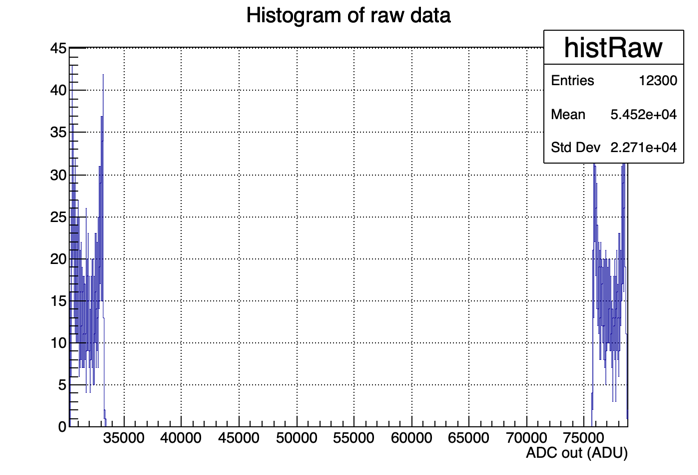 Histogram of raw data
histRaw
Entries 12300
Mean 5.452e+04
Std Dev 2.271e+04
45
40
35
30
25
20
15
10
5
0
35000 40000 45000 50000 55000 60000 65000 70000 75000
ADC out (ADU)